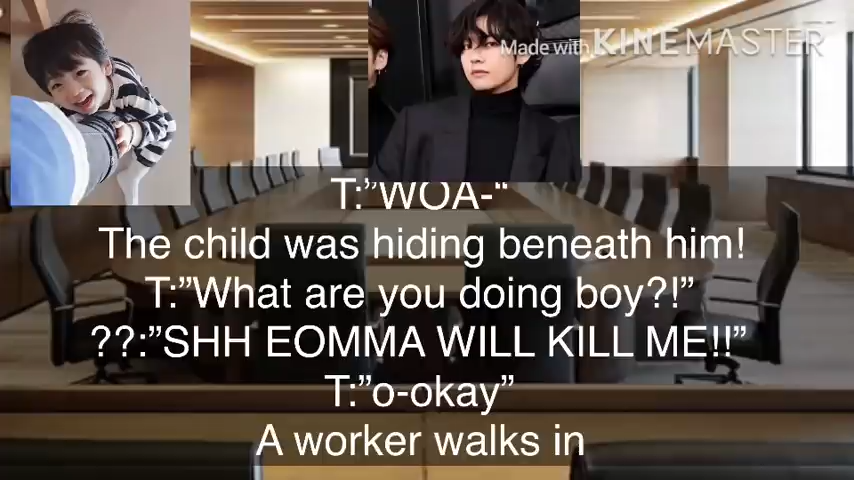 Made with KINEMASTER
T:”WOA-“
The child was hiding beneath him!
T:”What are you doing boy?!”
??:”SHH EOMMA WILL KILL ME!!”
T:”o-okay”
A worker walks in